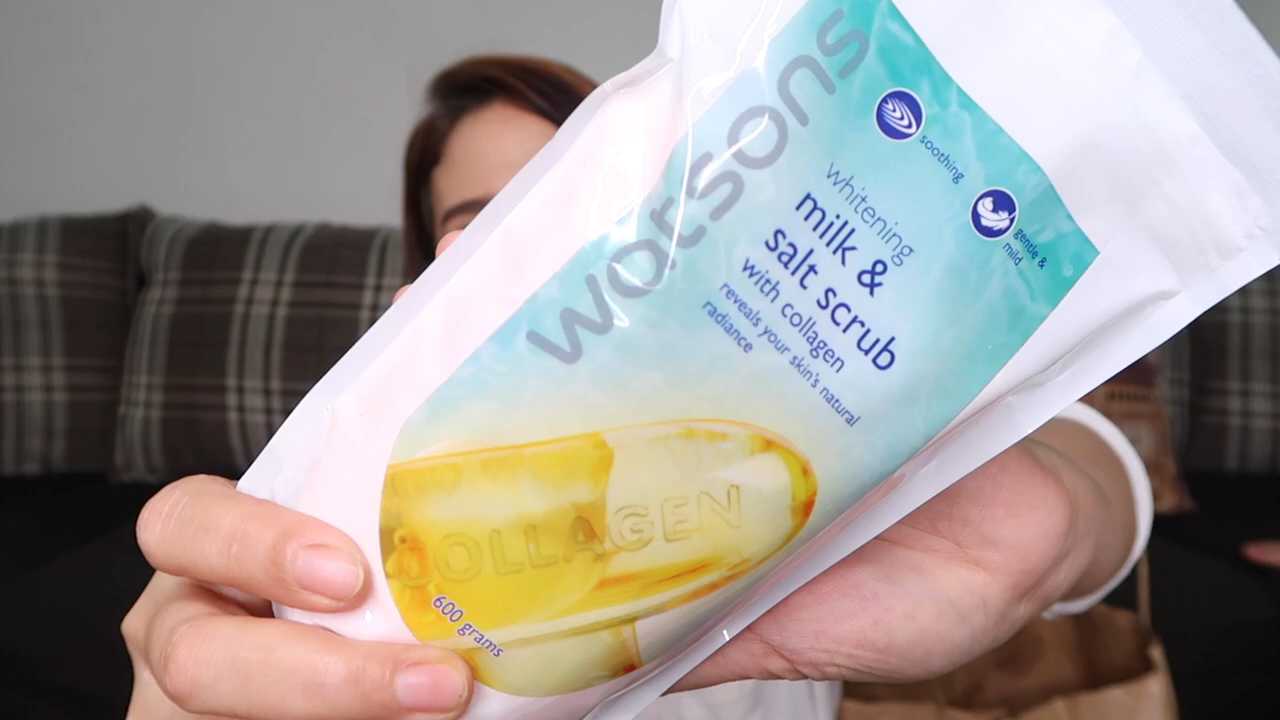 watsons
soothing
gentle &
mild
whitening
milk &
salt scrub
with collagen
reveals your skin's natural
radiance
COLLAGEN
600 grams